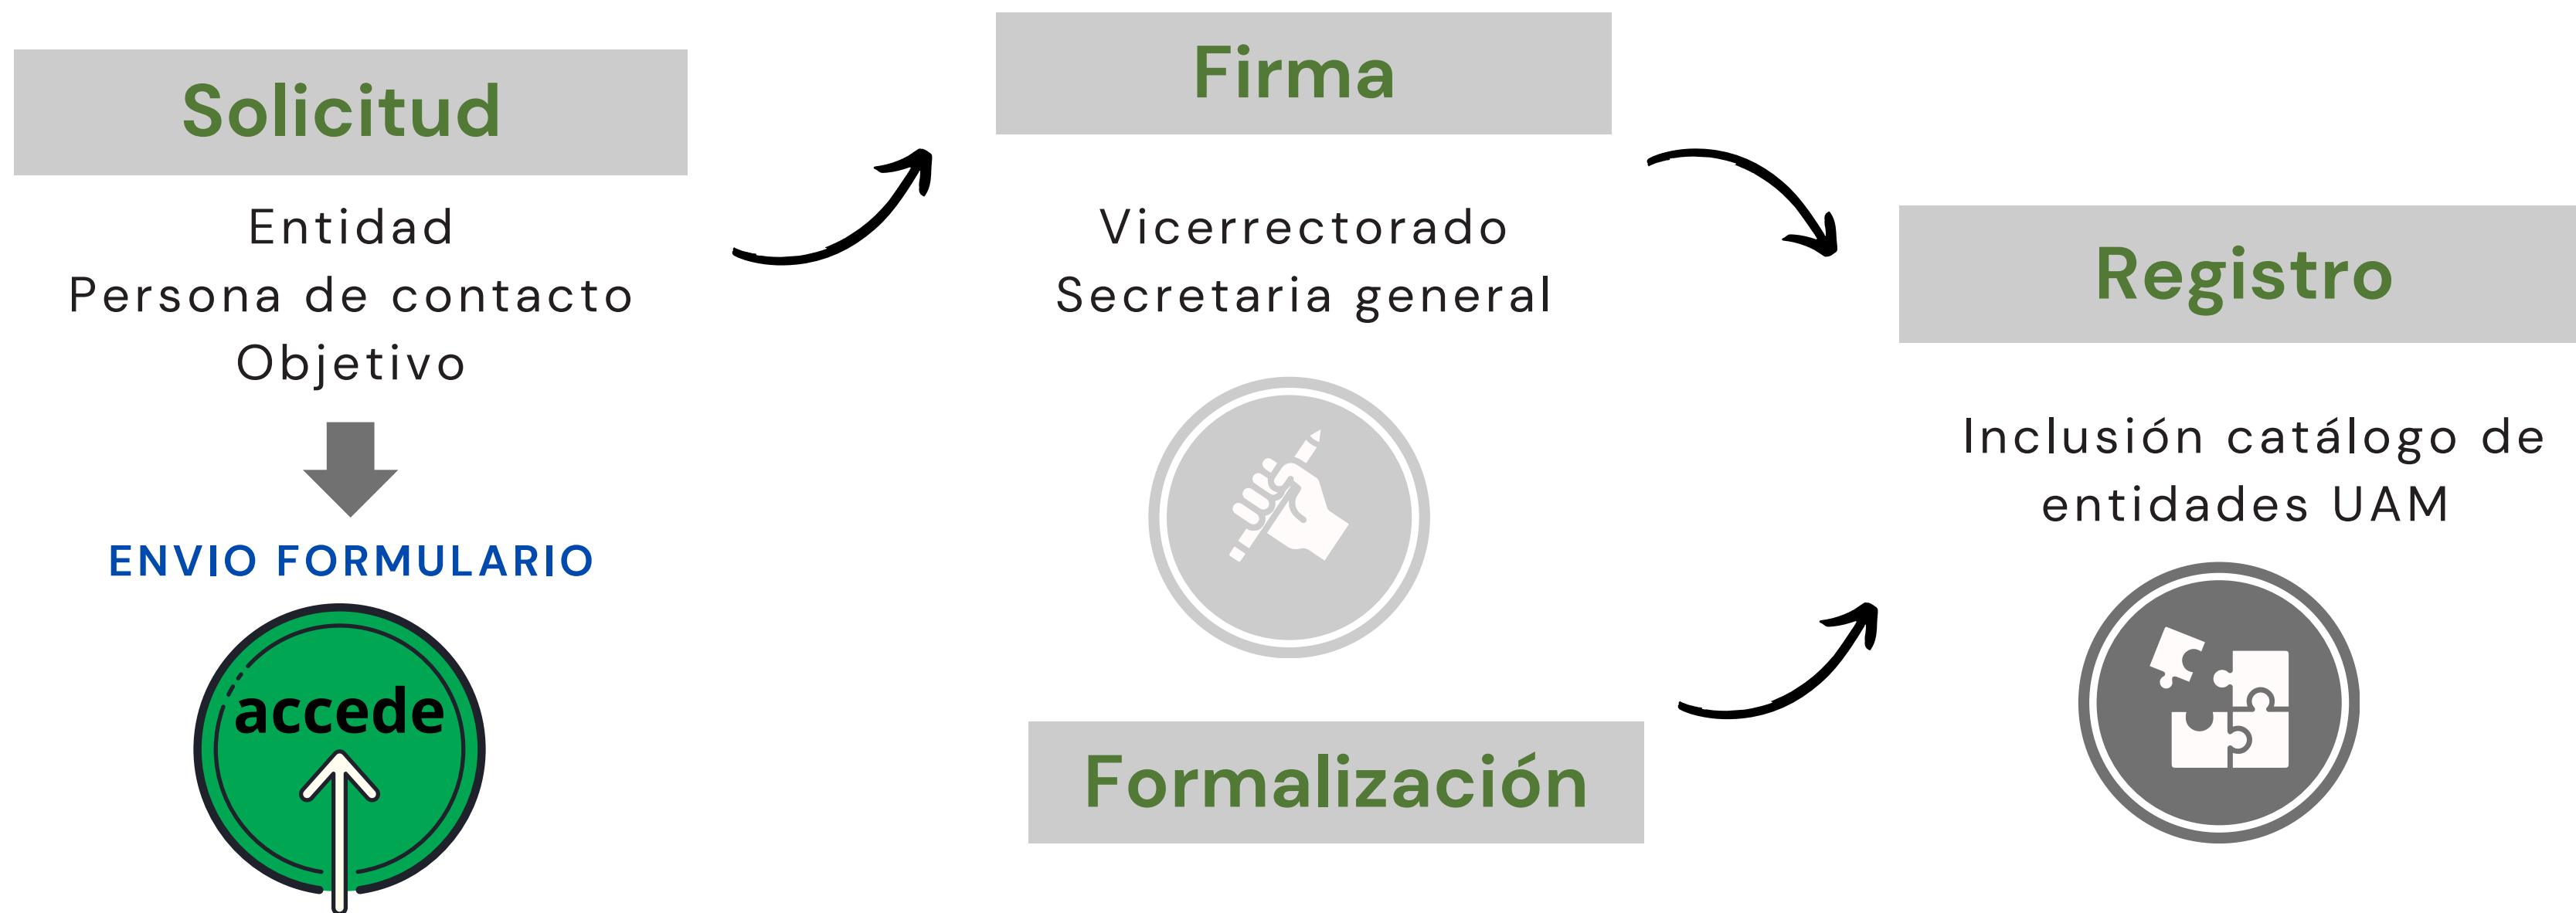 Solicitud
Entidad
Persona de contacto
Objetivo
ENVIO FORMULARIO
accede
Firma
Vicerrectorado
Secretaria general
Formalización
Registro
Inclusión catálogo de
entidades UAM